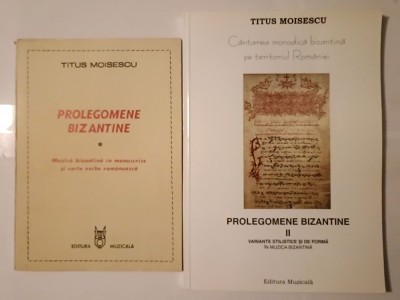 TITUS MOISESCU
PROLEGOMENE
BIZANTINE
Muzică bizantină în manuscrise
și carte veche românească
EDITURA MUZICALĂ
TITUS MOISESCU
Cântarea monodică bizantină
pe teritoriul României
PROLEGOMENE BIZANTINE
II
VARIANTE STILISTICE ȘI DE FORMĂ
ÎN MUZICA BIZANTINĂ
Editura Muzicală